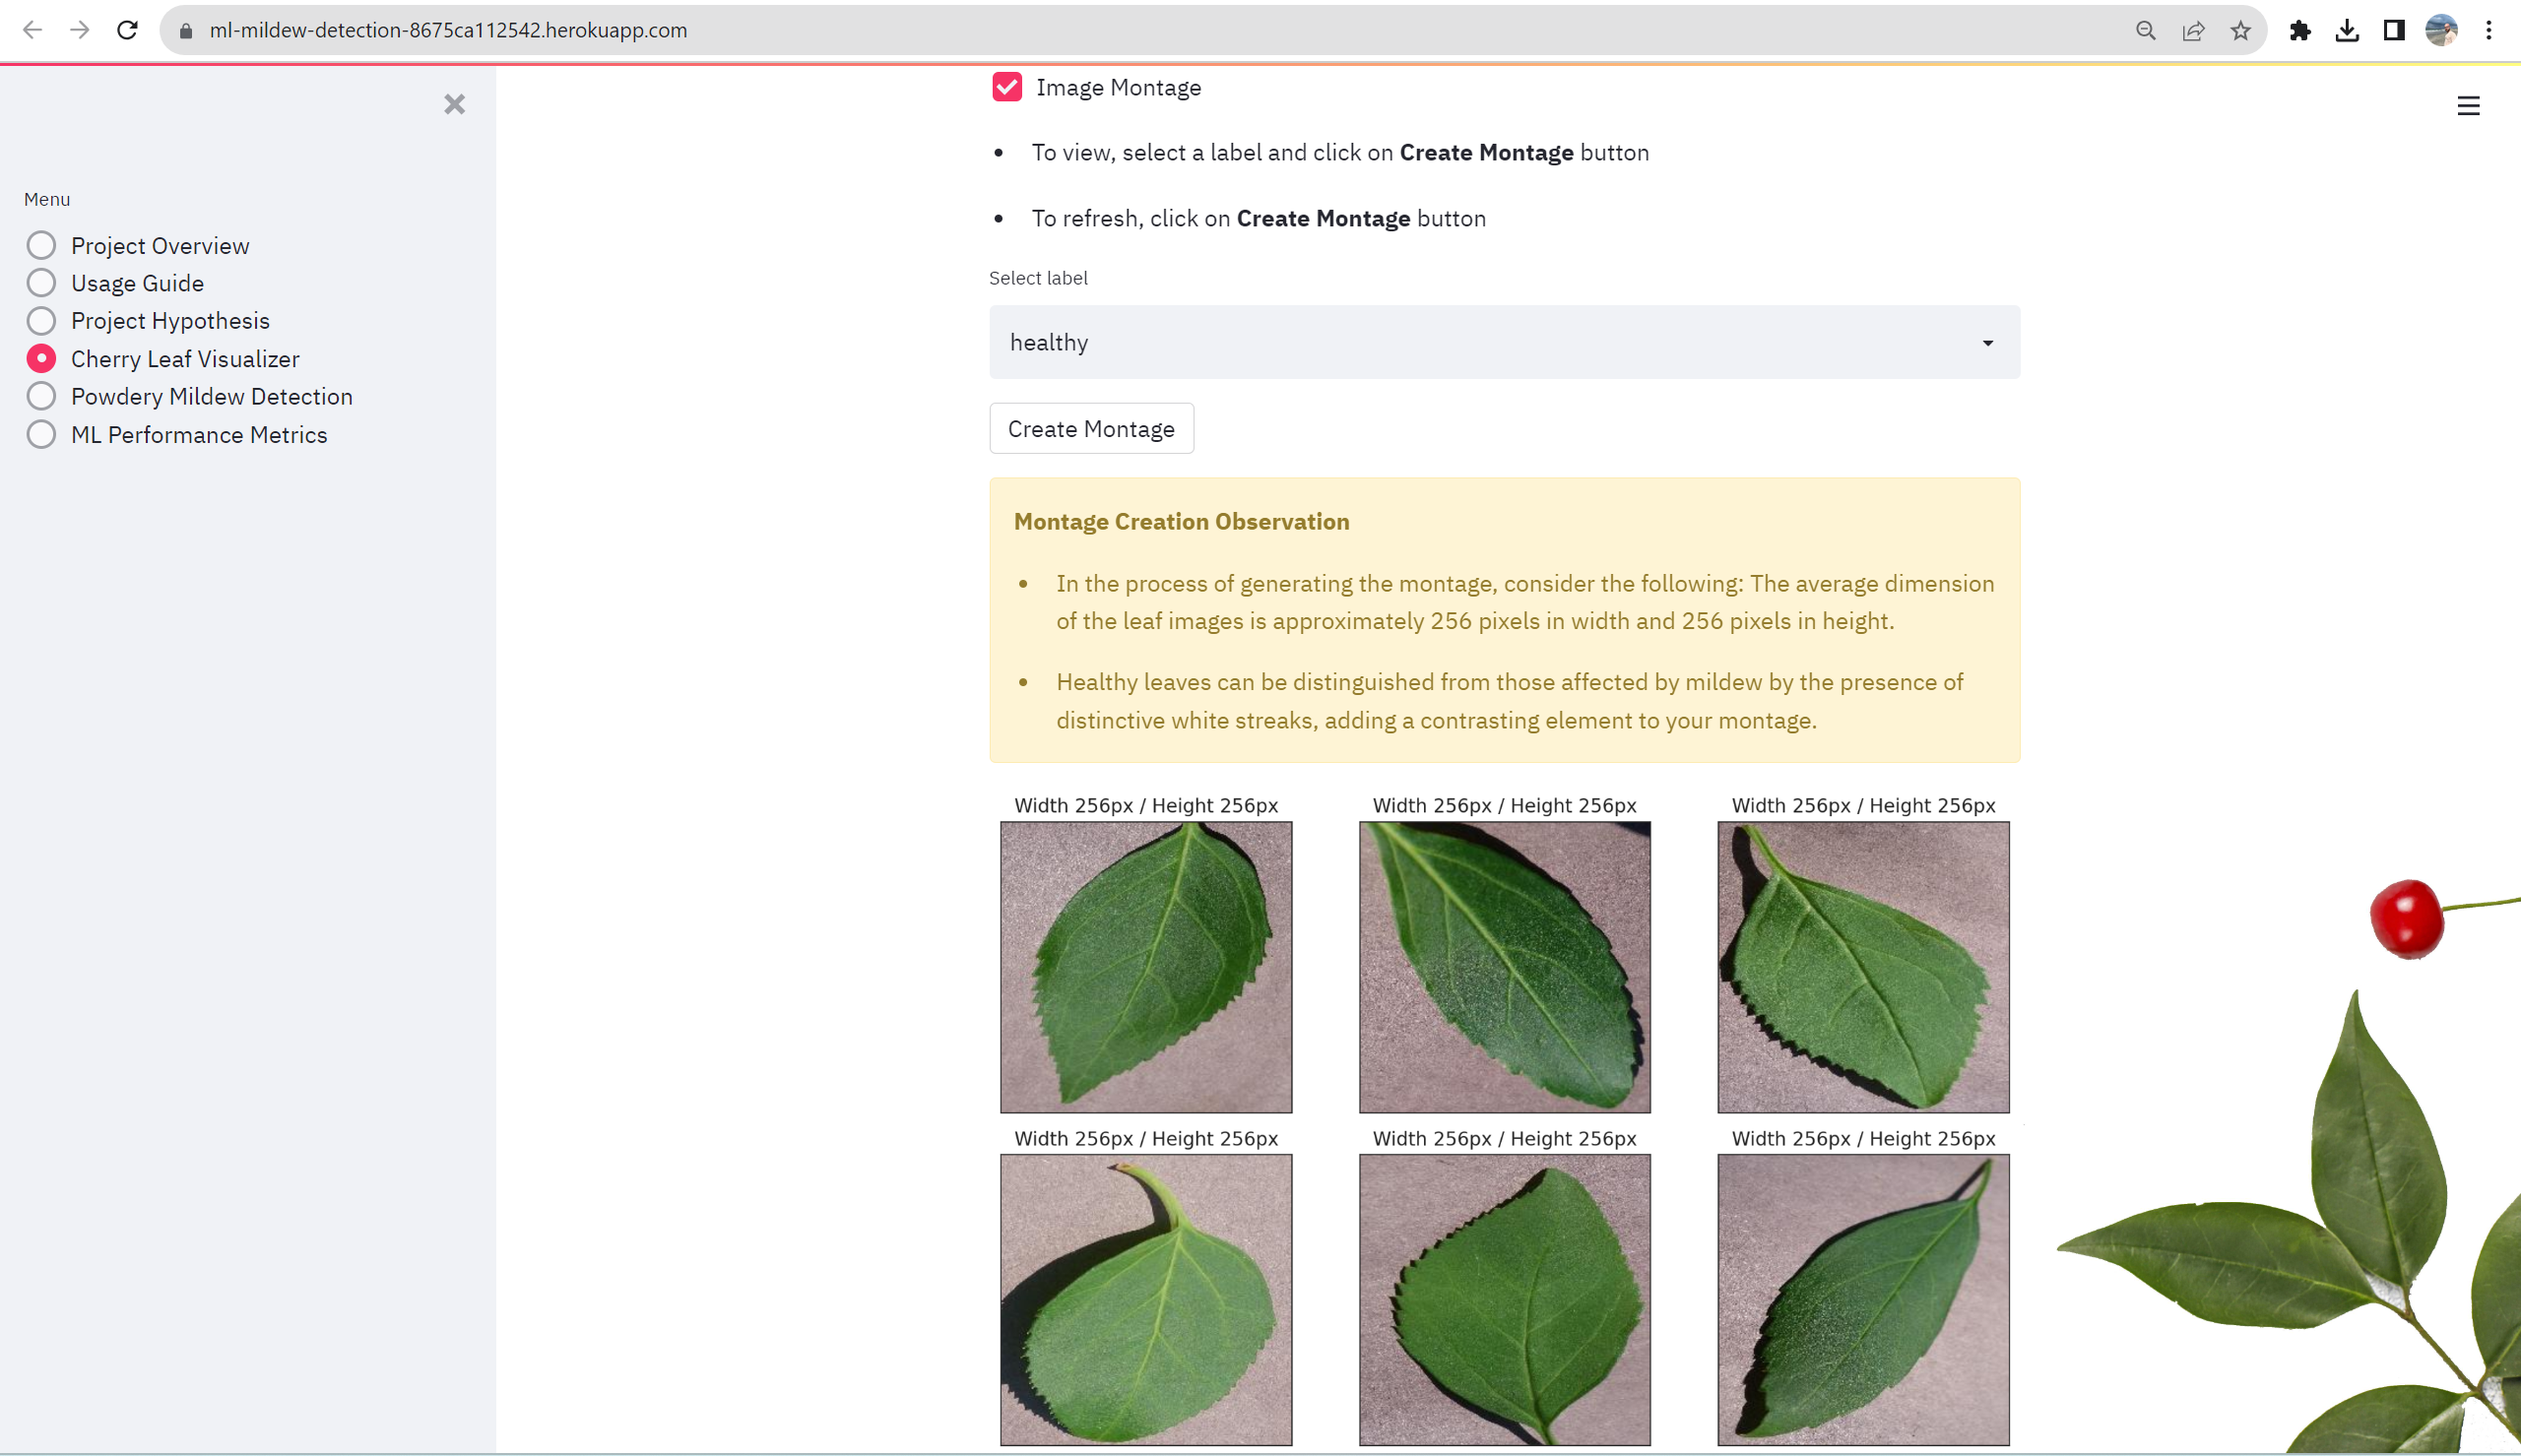 ml-mildew-detection-8675ca112542.herokuapp.com
Menu
Project Overview
Usage Guide
Project Hypothesis
Cherry Leaf Visualizer
Powdery Mildew Detection
ML Performance Metrics
Image Montage
To view, select a label and click on Create Montage button
To refresh, click on Create Montage button
Select label
healthy
Create Montage
Montage Creation Observation
In the process of generating the montage, consider the following: The average dimension
of the leaf images is approximately 256 pixels in width and 256 pixels in height.
Healthy leaves can be distinguished from those affected by mildew by the presence of
distinctive white streaks, adding a contrasting element to your montage.
Width 256px / Height 256px
Width 256px / Height 256px
Width 256px / Height 256px
Width 256px / Height 256px
Width 256px / Height 256px
Width 256px / Height 256px